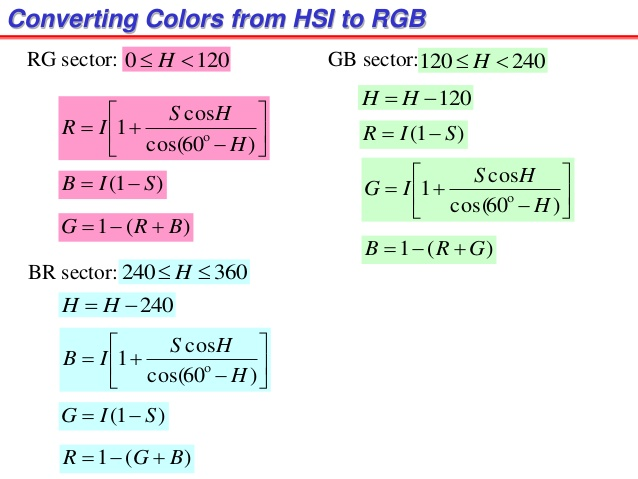 Converting Colors from HSI to RGB
RG sector: 0 ≤ H < 120
R = I[1 + S cosH / cos(60° − H)]
B = I(1 − S)
G = 1 − (R + B)
BR sector: 240 ≤ H ≤ 360
H = H − 240
B = I[1 + S cosH / cos(60° − H)]
G = I(1 − S)
R = 1 − (G + B)
GB sector: 120 ≤ H < 240
H = H − 120
R = I(1 − S)
G = I[1 + S cosH / cos(60° − H)]
B = 1 − (R + G)